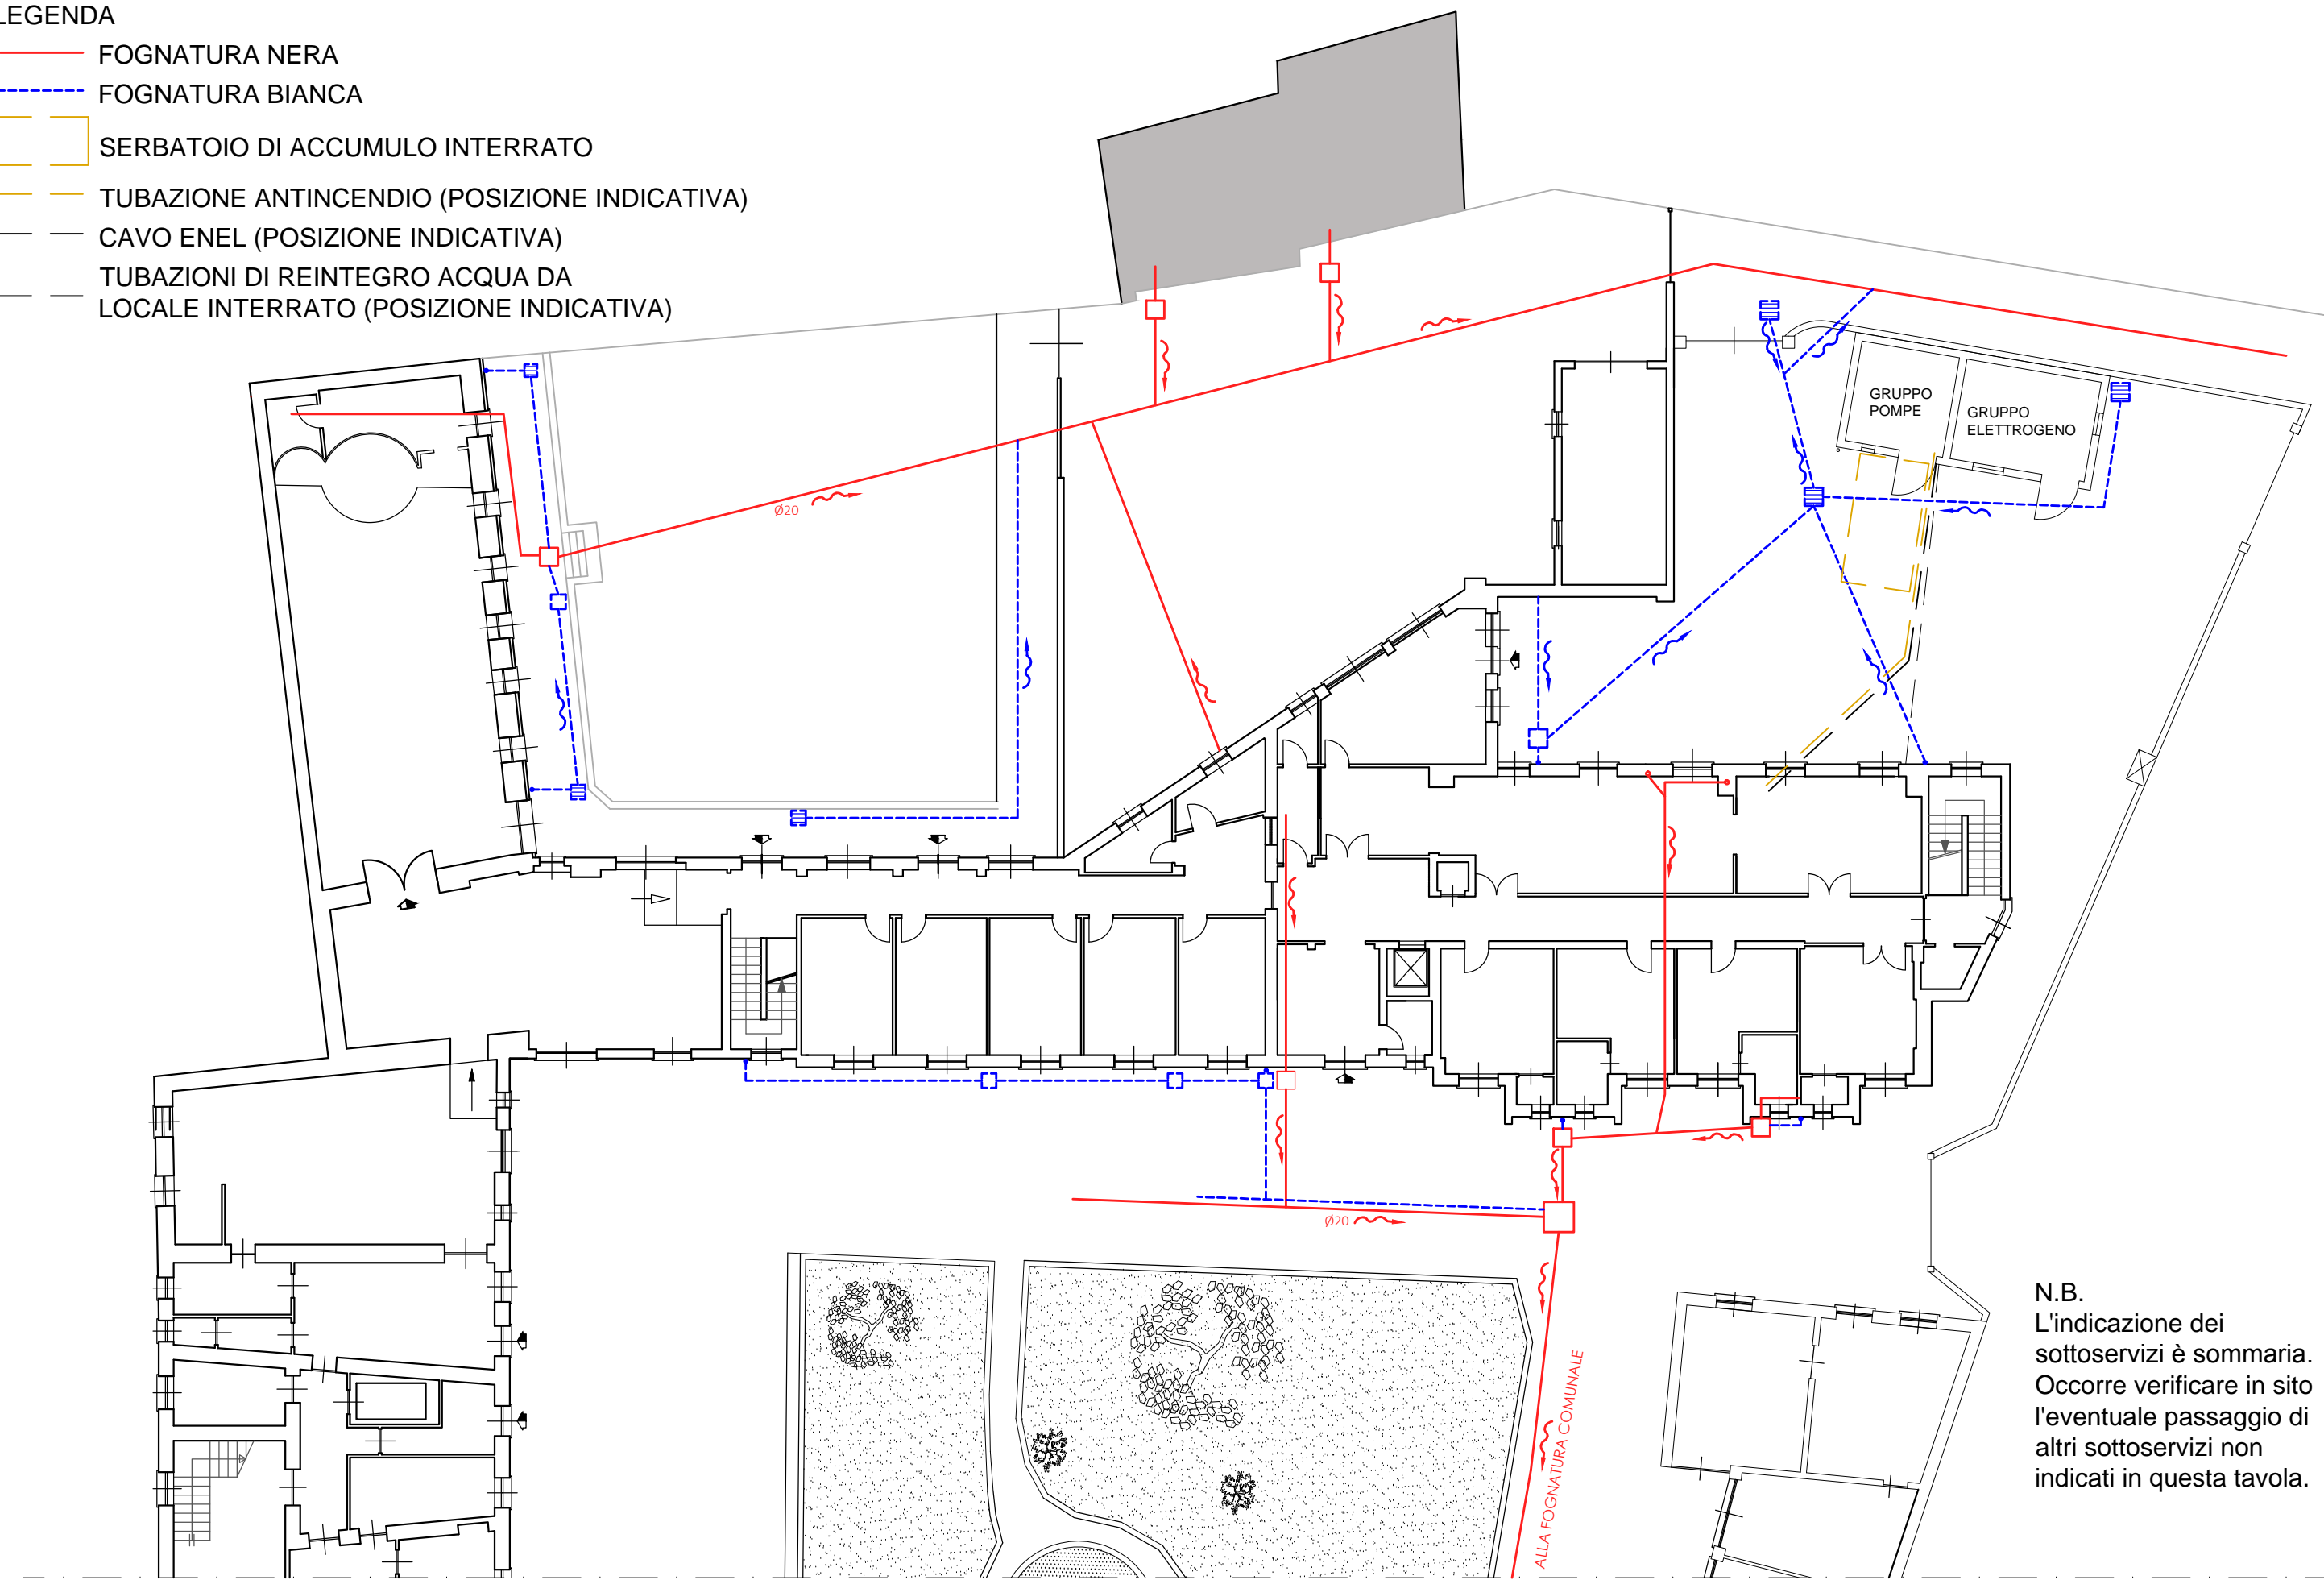 LEGENDA
FOGNATURA NERA
FOGNATURA BIANCA
SERBATOIO DI ACCUMULO INTERRATO
TUBAZIONE ANTINCENDIO (POSIZIONE INDICATIVA)
CAVO ENEL (POSIZIONE INDICATIVA)
TUBAZIONI DI REINTEGRO ACQUA DA
LOCALE INTERRATO (POSIZIONE INDICATIVA)
GRUPPO
POMPE
GRUPPO
ELETTROGENO
Ø20
Ø20
ALLA FOGNATURA COMUNALE
N.B.
L'indicazione dei
sottoservizi è sommaria.
Occorre verificare in sito
l'eventuale passaggio di
altri sottoservizi non
indicati in questa tavola.